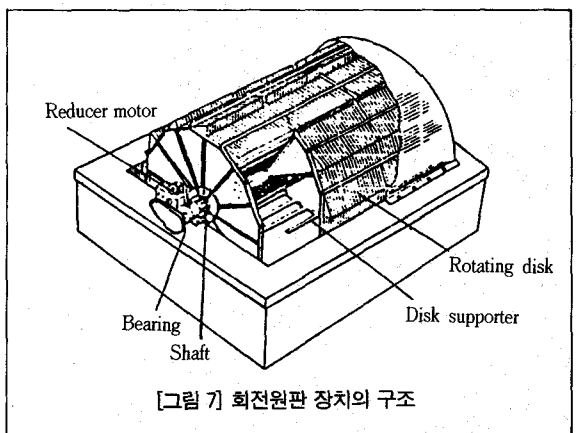 Reducer motor
Rotating disk
Disk supporter
Bearing
Shaft
[그림 7] 회전원판 장치의 구조